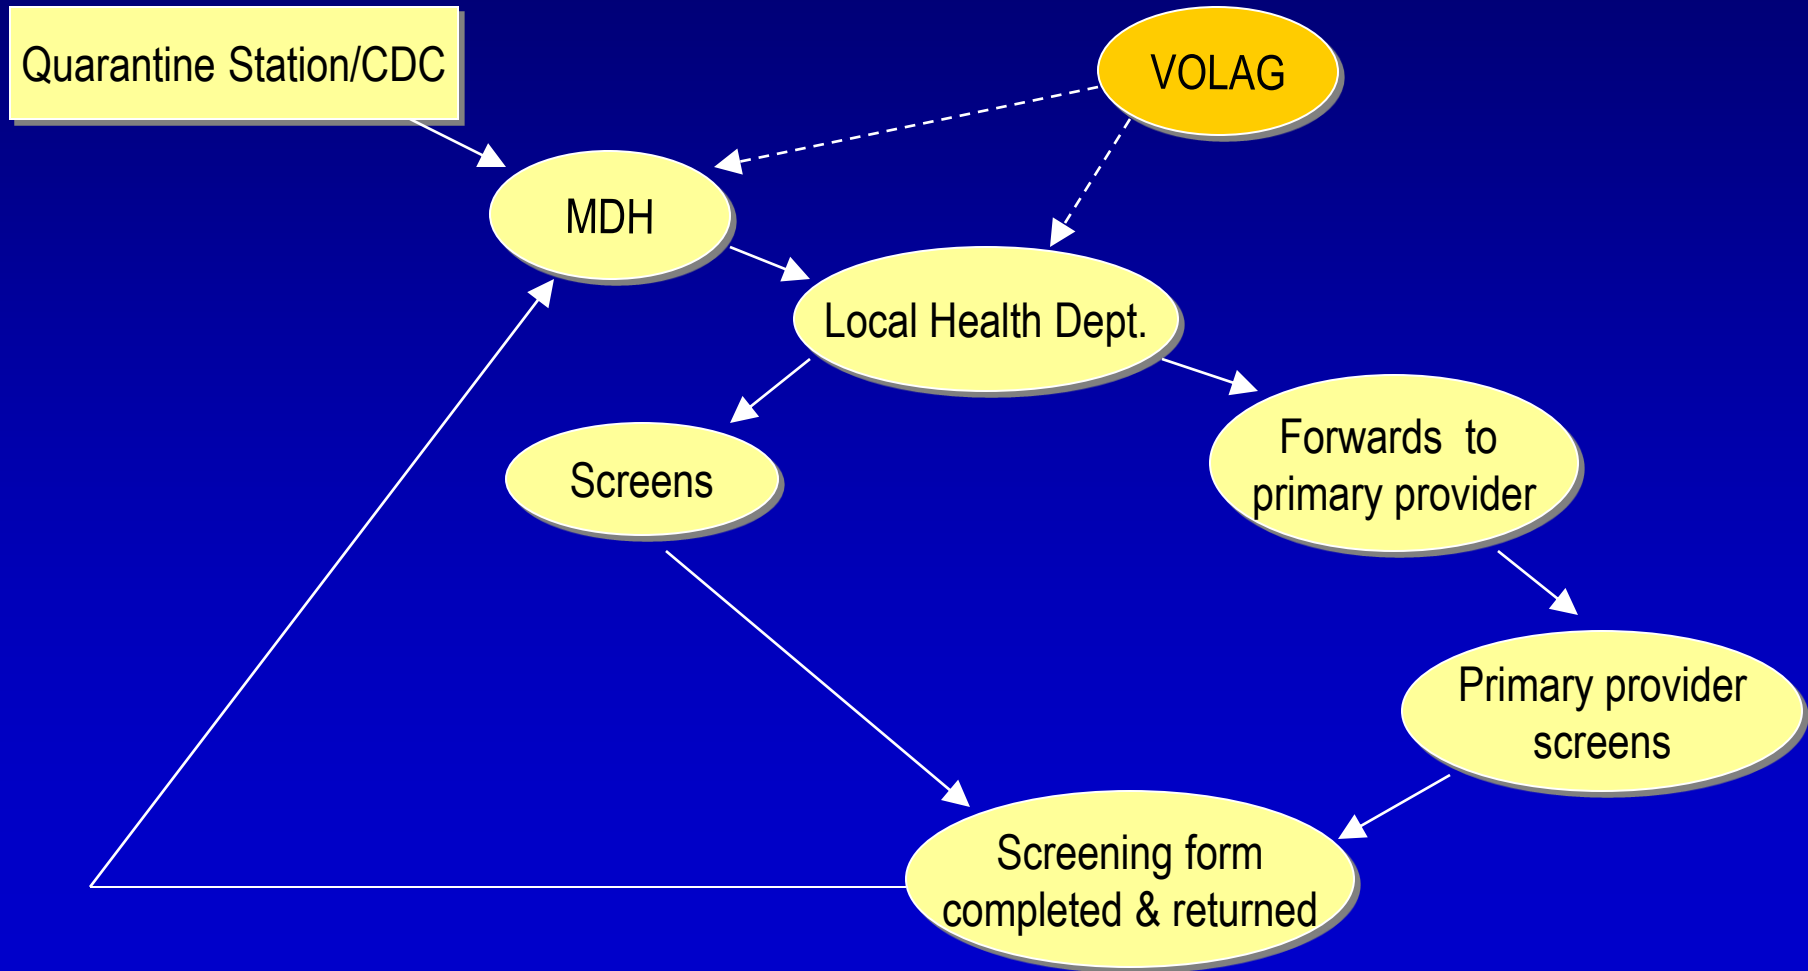 Quarantine Station/CDC
VOLAG
MDH
Local Health Dept.
Screens
Forwards to
primary provider
Primary provider
screens
Screening form
completed & returned